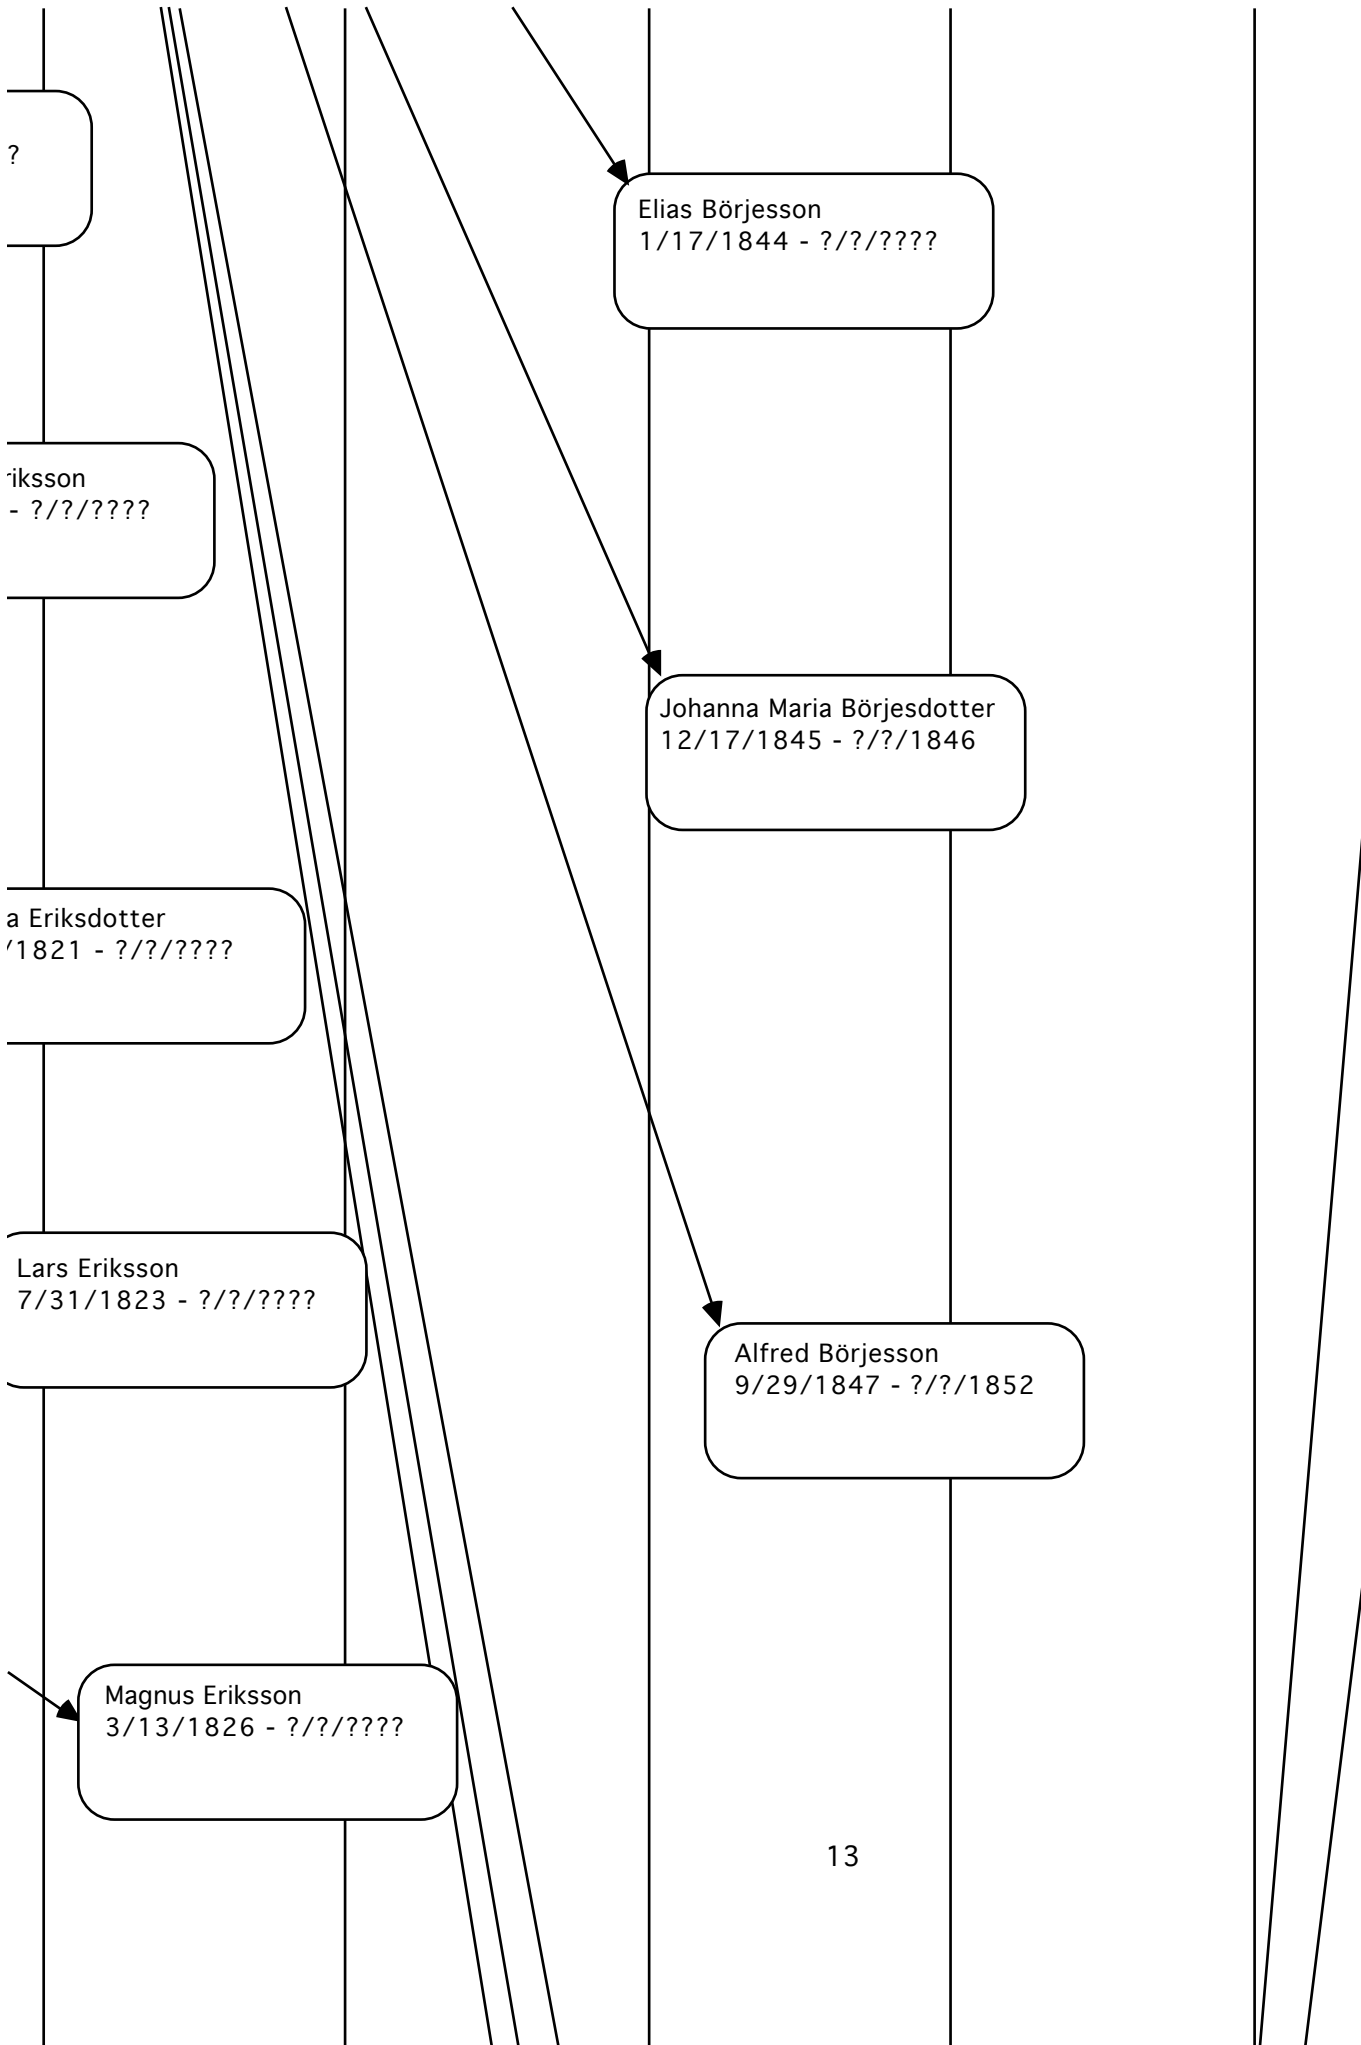 ?
Elias Börjesson
1/17/1844 - ?/?/????
riksson
- ?/?/????
Johanna Maria Börjesdotter
12/17/1845 - ?/?/1846
a Eriksdotter
/1821 - ?/?/????
Lars Eriksson
7/31/1823 - ?/?/????
Alfred Börjesson
9/29/1847 - ?/?/1852
Magnus Eriksson
3/13/1826 - ?/?/????
13